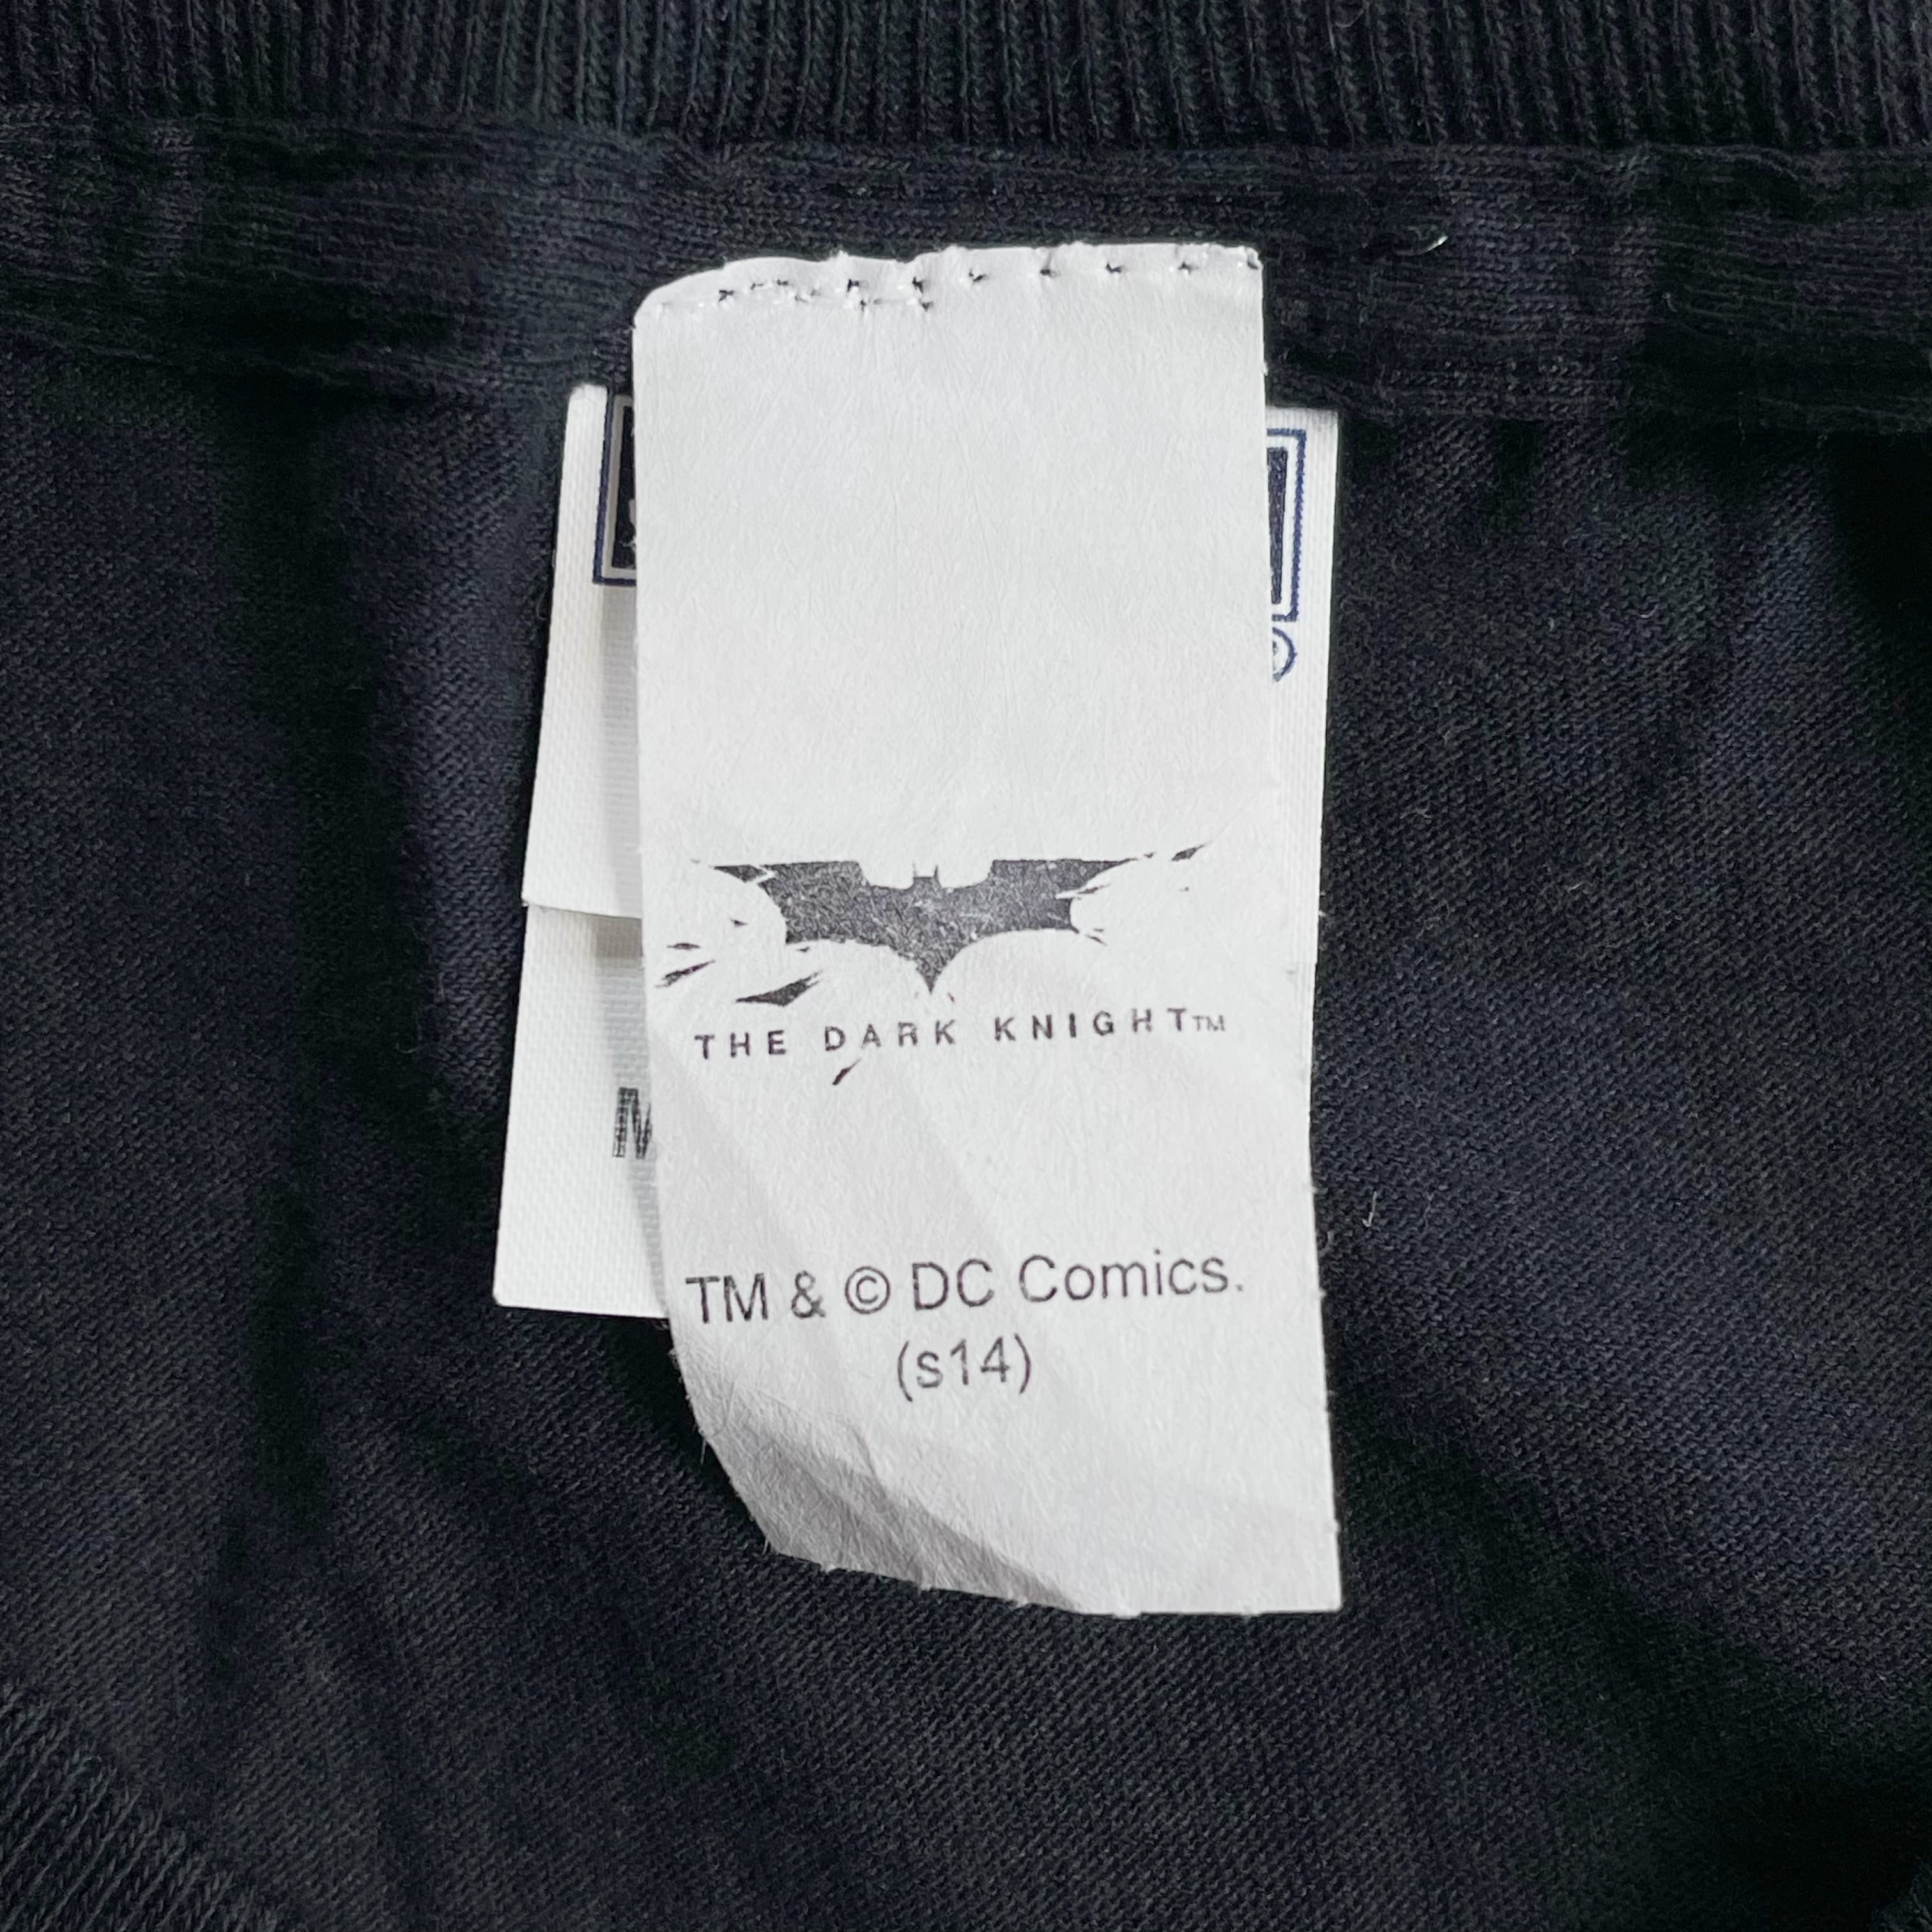 THE DARK KNIGHT™
TM & © DC Comics.
(s14)
M
®